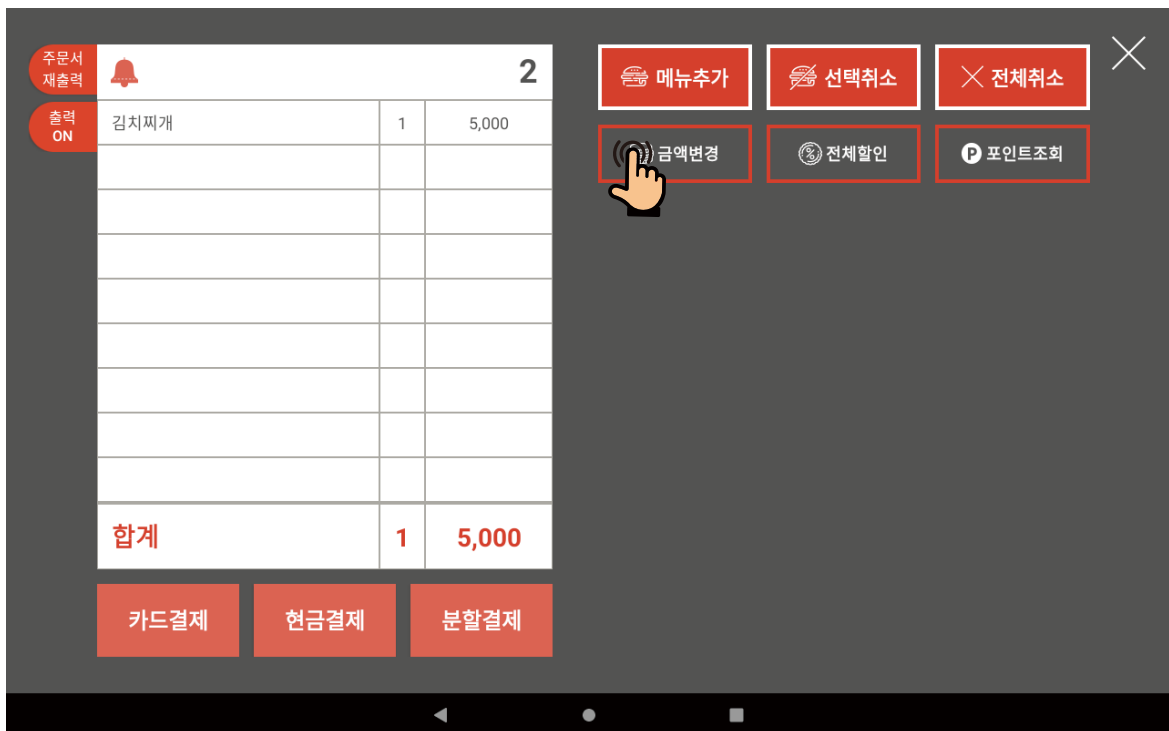 주문서
재출력
출력
ON
2
김치찌개 1 5,000
합계 1 5,000
카드결제 현금결제 분할결제
메뉴추가 선택취소 전체취소
금액변경 % 전체할인 P 포인트조회